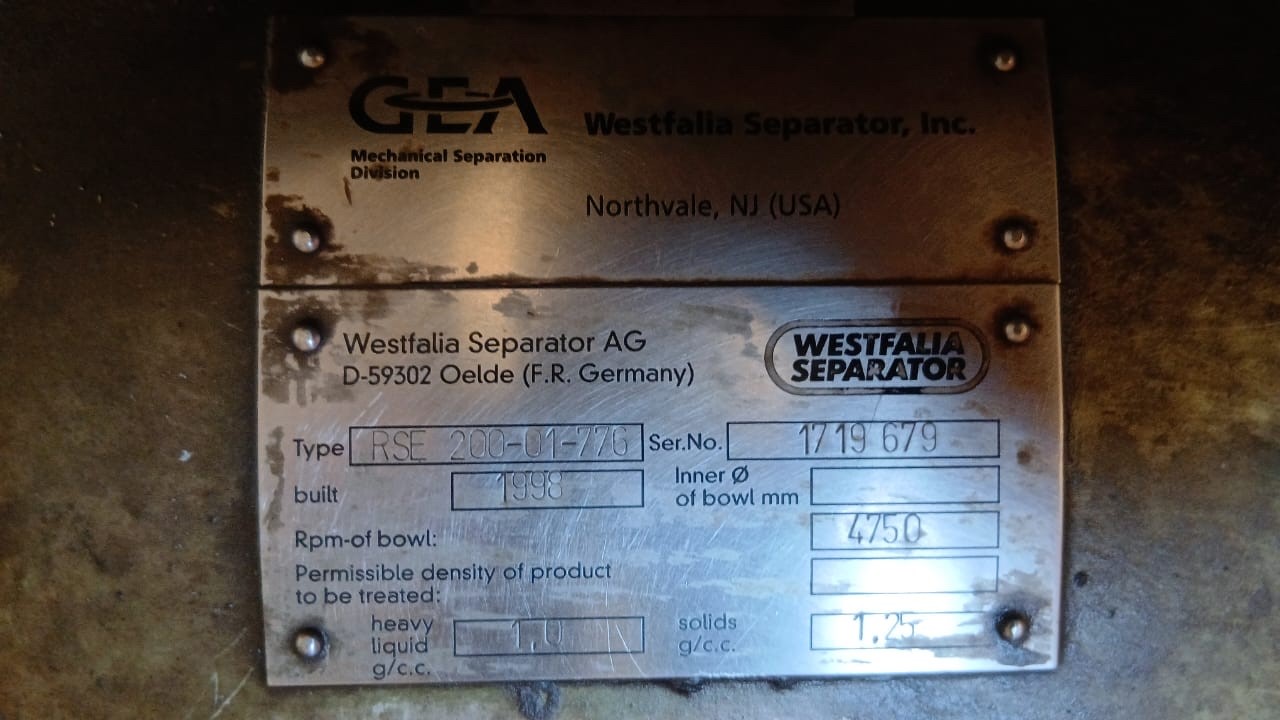 GEA
Westfalia Separator, Inc.
Mechanical Separation
Division
Northvale, NJ (USA)
Westfalia Separator AG
D-59302 Oelde (F.R. Germany)
WESTFALIA
SEPARATOR
Type RSE 200-01-776 Ser.No. 1719 679
built 1998 Inner Ø
of bowl mm
Rpm-of bowl: 4750
Permissible density of product
to be treated:
heavy
liquid 1,0
g/c.c.
solids 1,25
g/c.c.